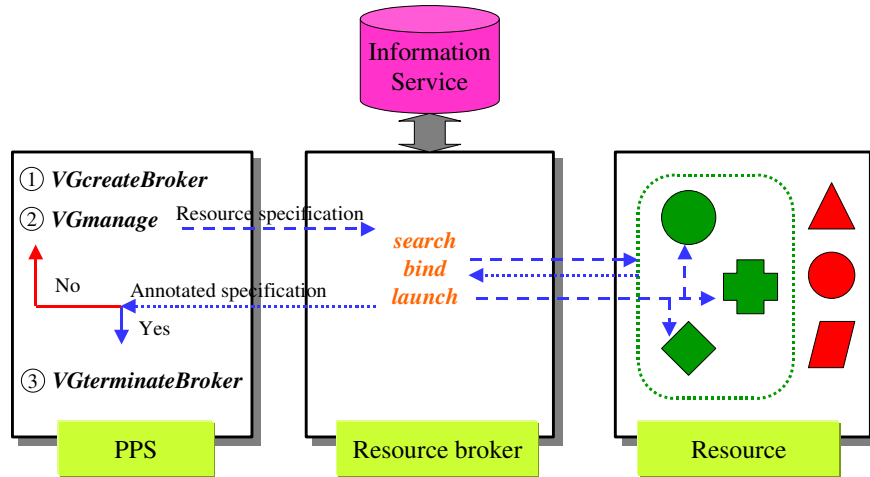 Information
Service
① VGcreateBroker
② VGmanage
Resource specification
search
bind
launch
No
Annotated specification
Yes
③ VGterminateBroker
PPS
Resource broker
Resource